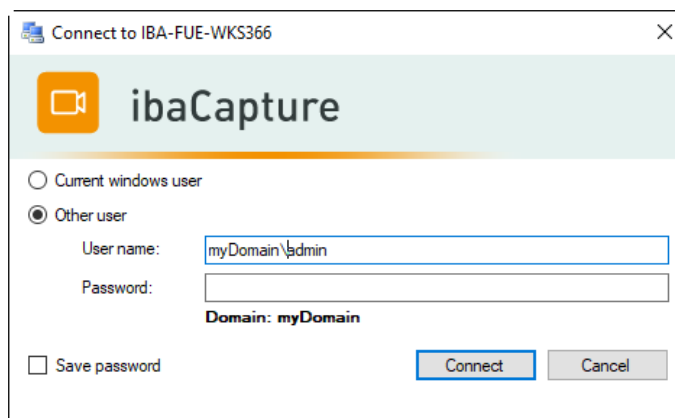 Connect to IBA-FUE-WKS366
ibaCapture
Current windows user
Other user
User name: myDomain\admin
Password:
Domain: myDomain
Save password Connect Cancel